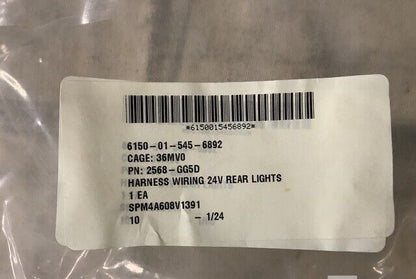 *6150015456892*
6150-01-545-6892
CAGE: 36MV0
PN: 2568-GG5D
HARNESS WIRING 24V REAR LIGHTS
1 EA
SPM4A608V1391
10 - 1/24